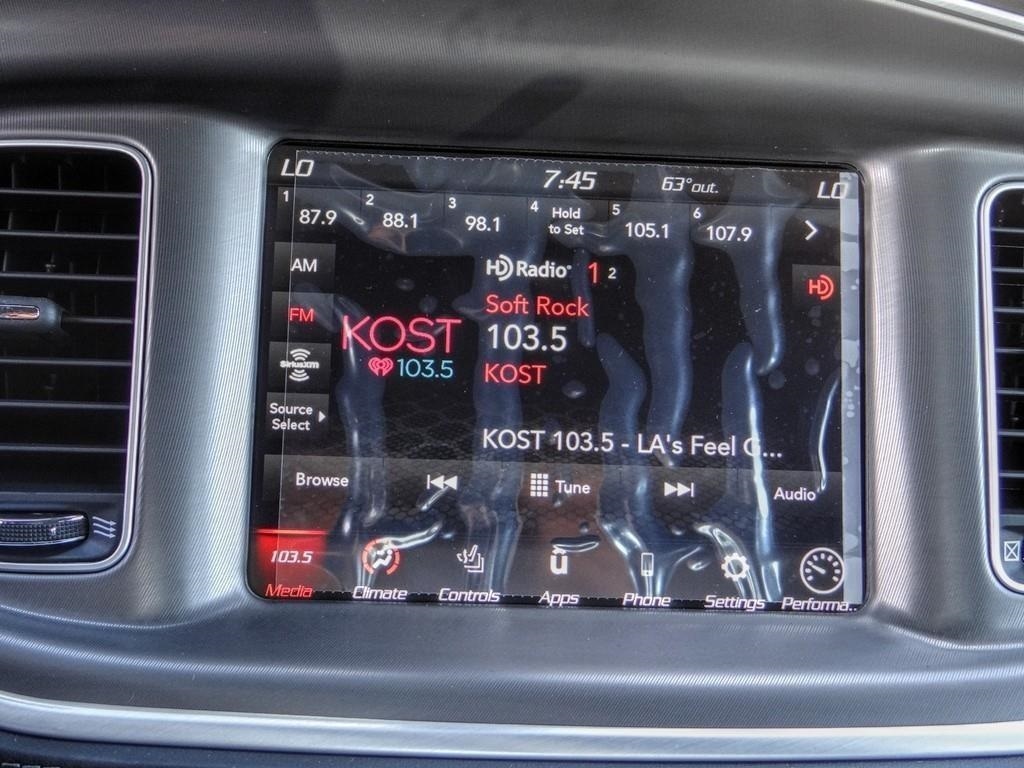 LO 7:45 63°out. LO
1 87.9 2 88.1 3 98.1 4 Hold to Set 5 105.1 6 107.9
AM
HD Radio 1 2
HD
FM
Soft Rock
KOST
103.5
103.5
KOST
SiriusXM
Source
Select
KOST 103.5 - LA's Feel G...
Browse Tune Audio
103.5 û
Media Climate Controls Apps Phone Settings Performa..